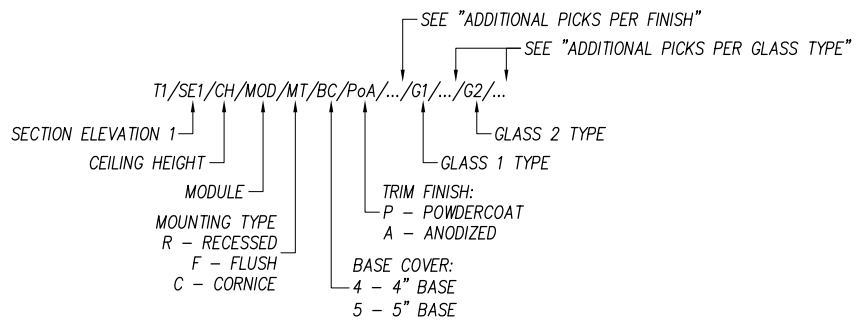 SEE "ADDITIONAL PICKS PER FINISH"
SEE "ADDITIONAL PICKS PER GLASS TYPE"
T1/SE1/CH/MOD/MT/BC/PoA/.../G1/.../G2/...
SECTION ELEVATION 1
GLASS 2 TYPE
CEILING HEIGHT
GLASS 1 TYPE
MODULE
TRIM FINISH:
P – POWDERCOAT
A – ANODIZED
MOUNTING TYPE
R – RECESSED
F – FLUSH
C – CORNICE
BASE COVER:
4 – 4" BASE
5 – 5" BASE